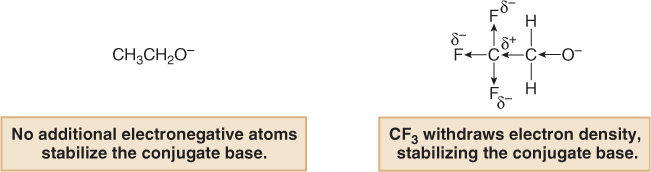 CH₃CH₂O⁻
F δ− H
δ− F C δ+ C O⁻
F δ− H
No additional electronegative atoms
stabilize the conjugate base.
CF₃ withdraws electron density,
stabilizing the conjugate base.